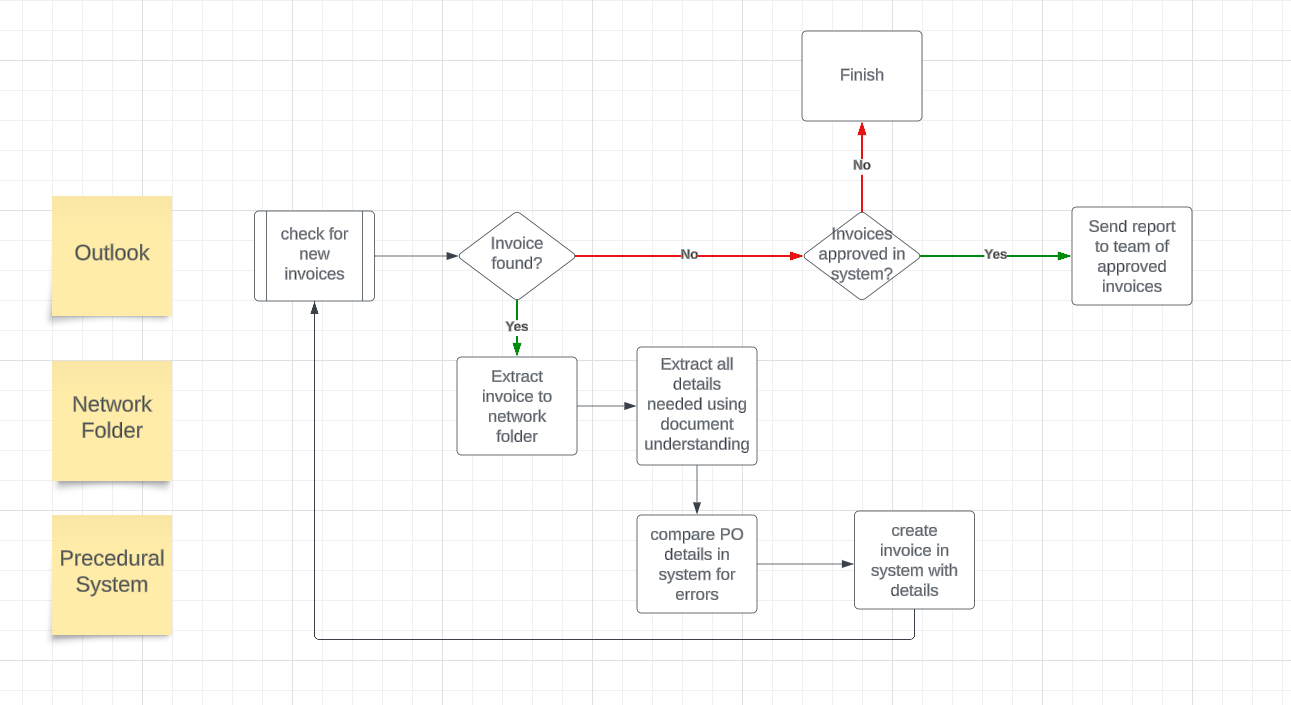 Finish
No
Outlook
check for
new
invoices
Invoice
found?
No
Invoices
approved in
system?
Yes
Send report
to team of
approved
invoices
Yes
Network
Folder
Extract
invoice to
network
folder
Extract all
details
needed using
document
understanding
Precedural
System
compare PO
details in
system for
errors
create
invoice in
system with
details